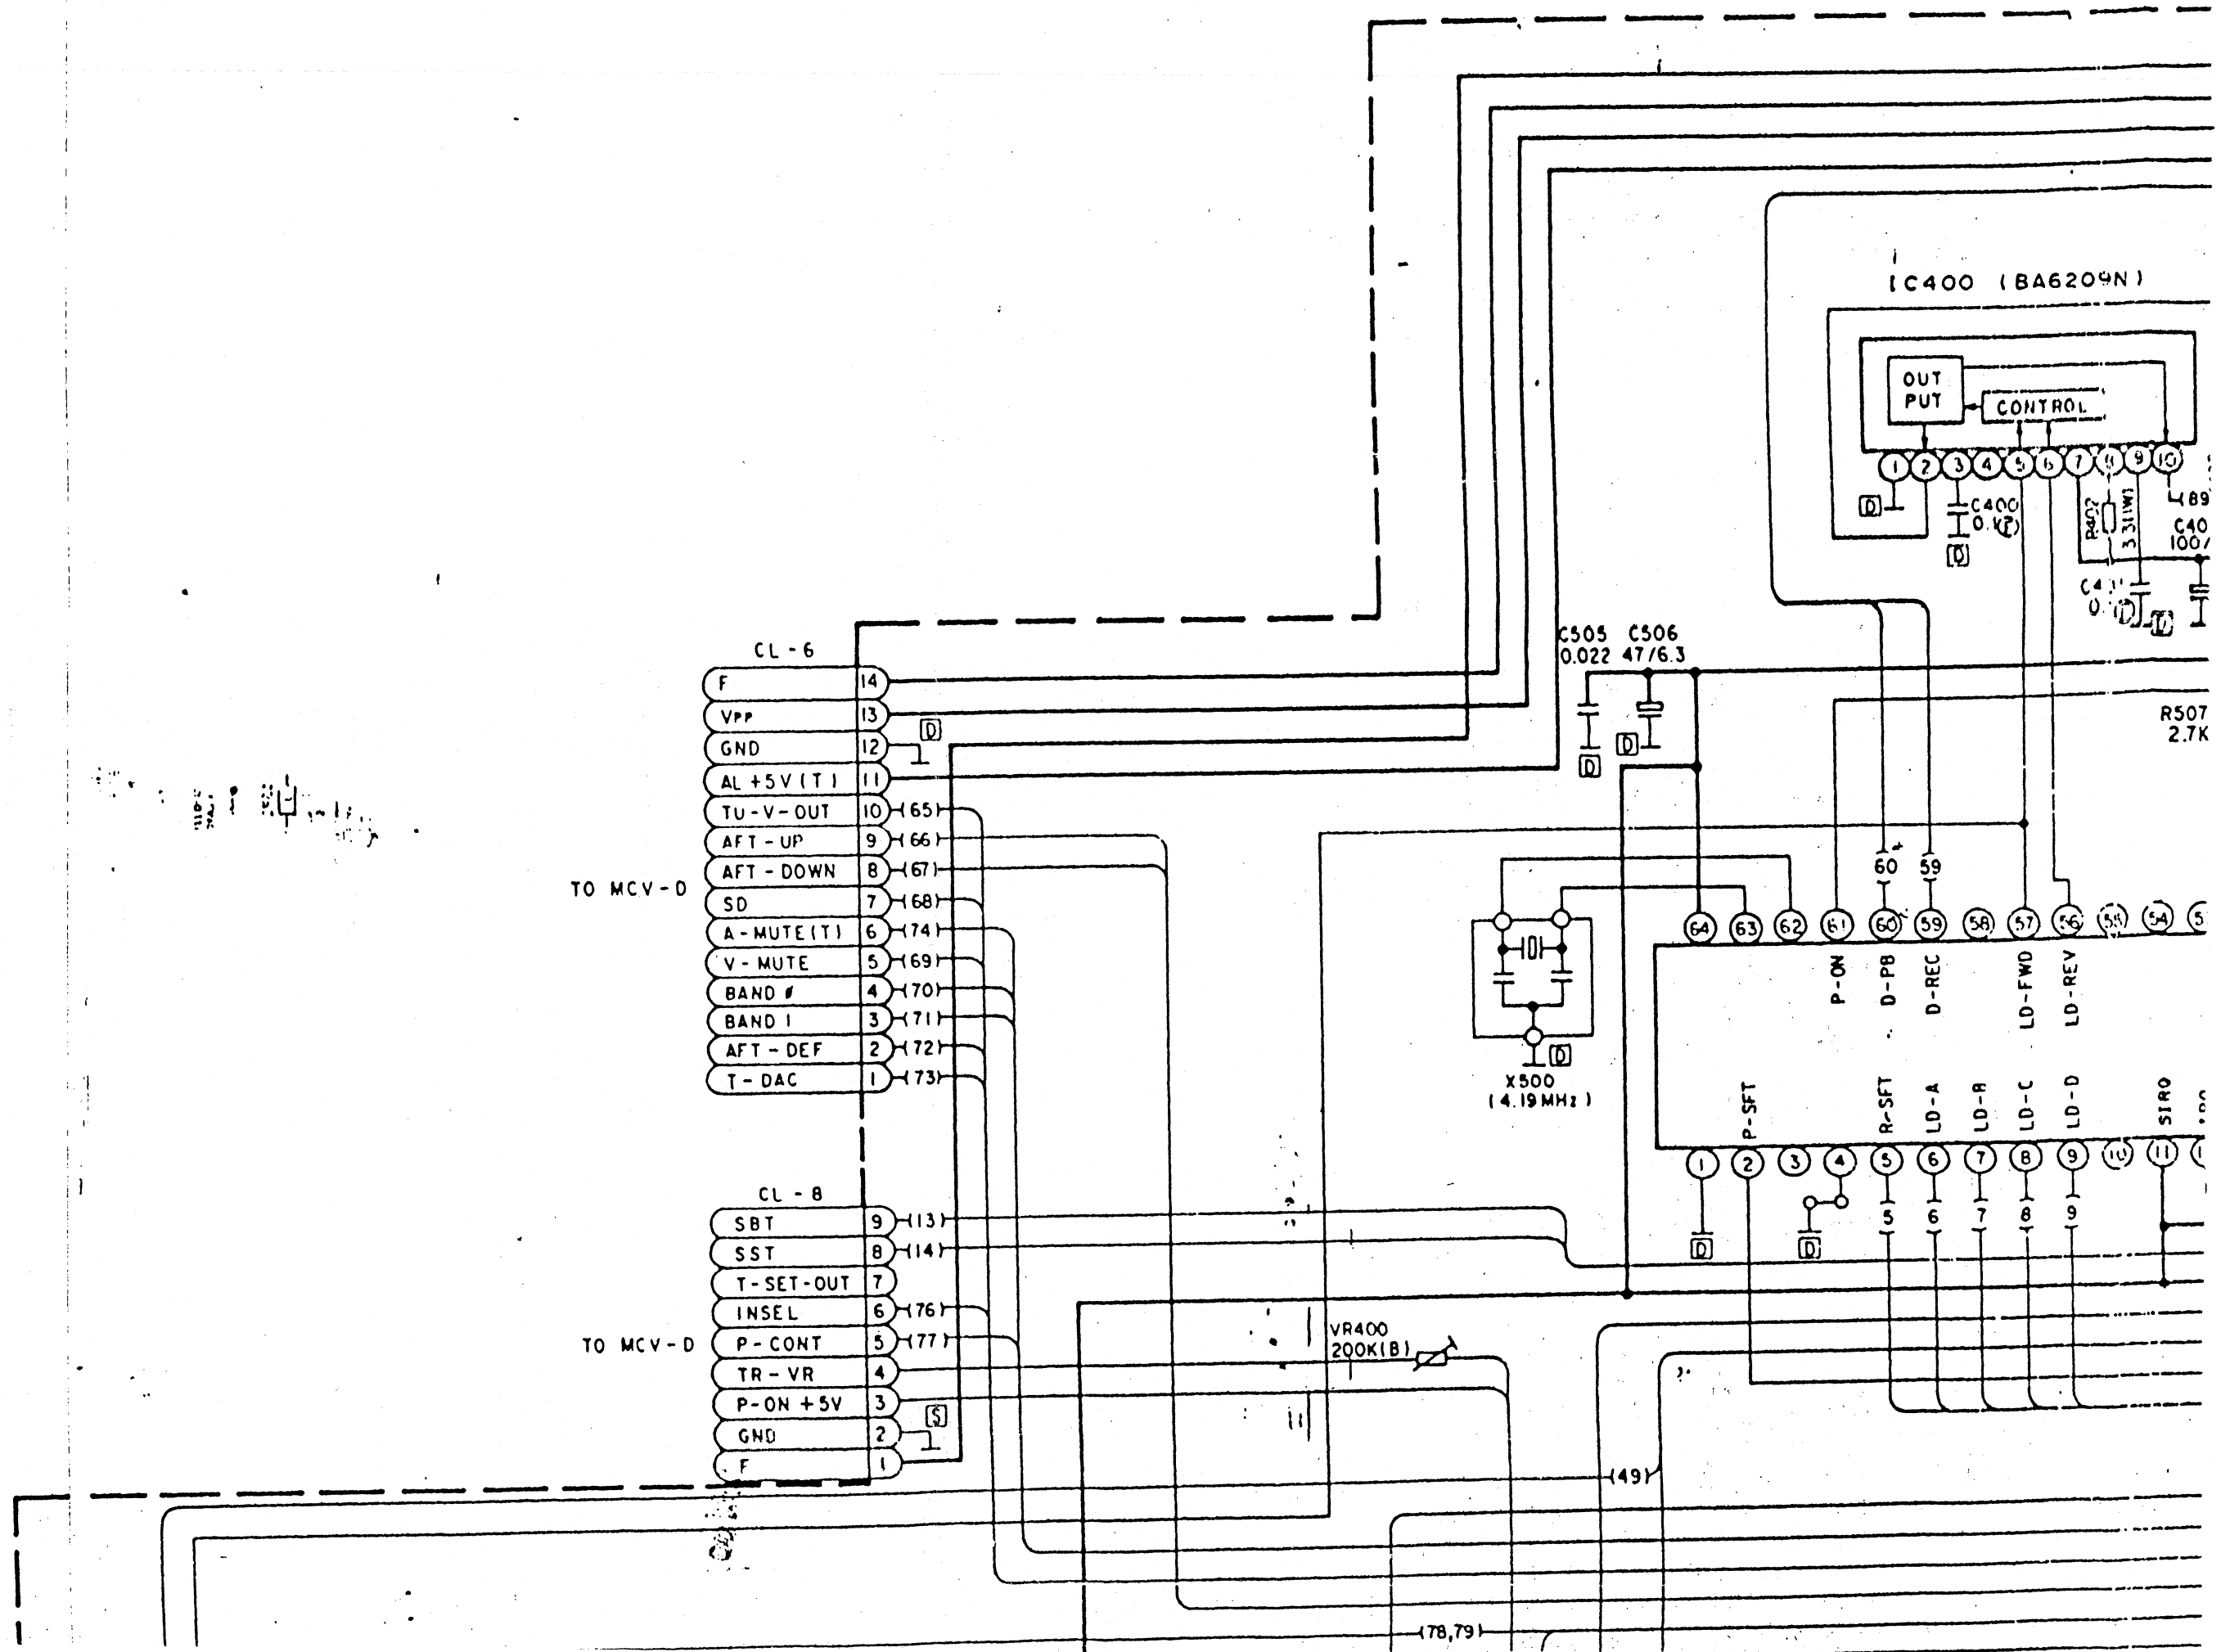 IC400 (BA6209N)
OUT
PUT
CONTROL
1 2 3 4 5 6 7 8 9 10
D
C400
0.1
D
R402
3.3(1W)
(89
C40
100/
CL-6
F 14
VPP 13
GND 12
D
AL+5V(T) 11
TU-V-OUT 10 (65)
AFT-UP 9 (66)
AFT-DOWN 8 (67)
SD 7 (68)
A-MUTE(T) 6 (74)
V-MUTE 5 (69)
BAND 0 4 (70)
BAND 1 3 (71)
AFT-DEF 2 (72)
T-DAC 1 (73)
TO MCV-D
C505 C506
0.022 47/6.3
D
D
R507
2.7K
60 59
64 63 62 61 60 59 58 57 56 55 54 5
P-ON
D-PB
D-REC
LD-FWD
LD-REV
D
X500
(4.19MHz)
P-SFT
R-SFT
LD-A
LD-B
LD-C
LD-D
SIRQ
1 2 3 4 5 6 7 8 9 10 11 1
D
D
5 6 7 8 9
CL-8
SBT 9 (13)
SST 8 (14)
T-SET-OUT 7
INSEL 6 (76)
P-CONT 5 (77)
TR-VR 4
P-ON +5V 3
GND 2
S
F 1
TO MCV-D
VR400
200K(B)
(49)
(78,79)